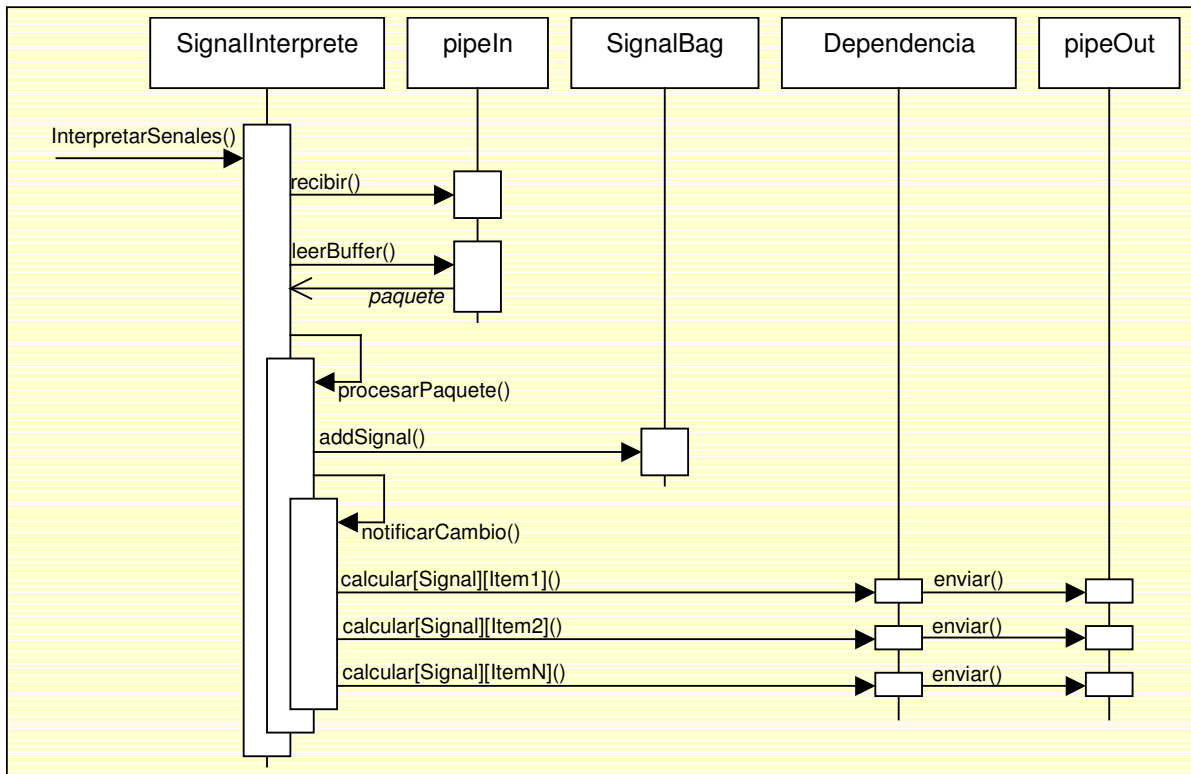 SignalInterprete
pipeIn
SignalBag
Dependencia
pipeOut
InterpretarSenales()
recibir()
leerBuffer()
paquete
procesarPaquete()
addSignal()
notificarCambio()
calcular[Signal][Item1]()
enviar()
calcular[Signal][Item2]()
enviar()
calcular[Signal][ItemN]()
enviar()